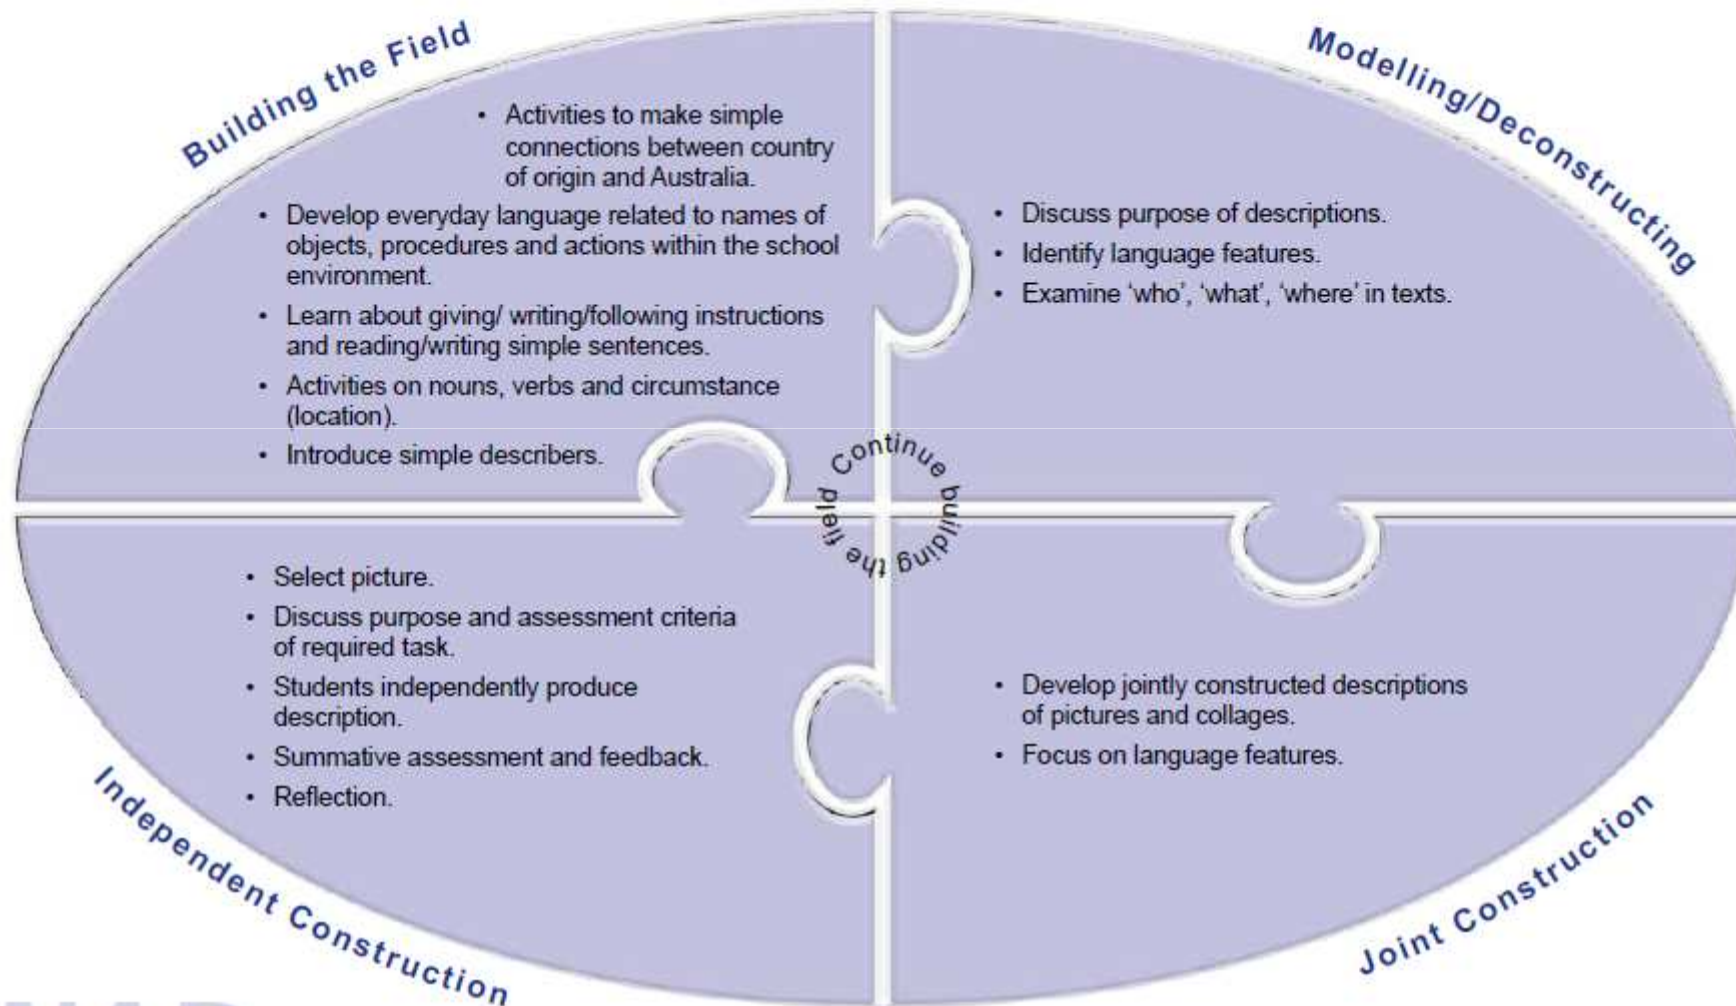 Building the Field
• Activities to make simple
connections between country
of origin and Australia.
• Develop everyday language related to names of
objects, procedures and actions within the school
environment.
• Learn about giving/ writing/following instructions
and reading/writing simple sentences.
• Activities on nouns, verbs and circumstance
(location).
• Introduce simple describers.
Modelling/Deconstructing
• Discuss purpose of descriptions.
• Identify language features.
• Examine ‘who’, ‘what’, ‘where’ in texts.
Continue building the field
• Select picture.
• Discuss purpose and assessment criteria
of required task.
• Students independently produce
description.
• Summative assessment and feedback.
• Reflection.
Independent Construction
• Develop jointly constructed descriptions
of pictures and collages.
• Focus on language features.
Joint Construction